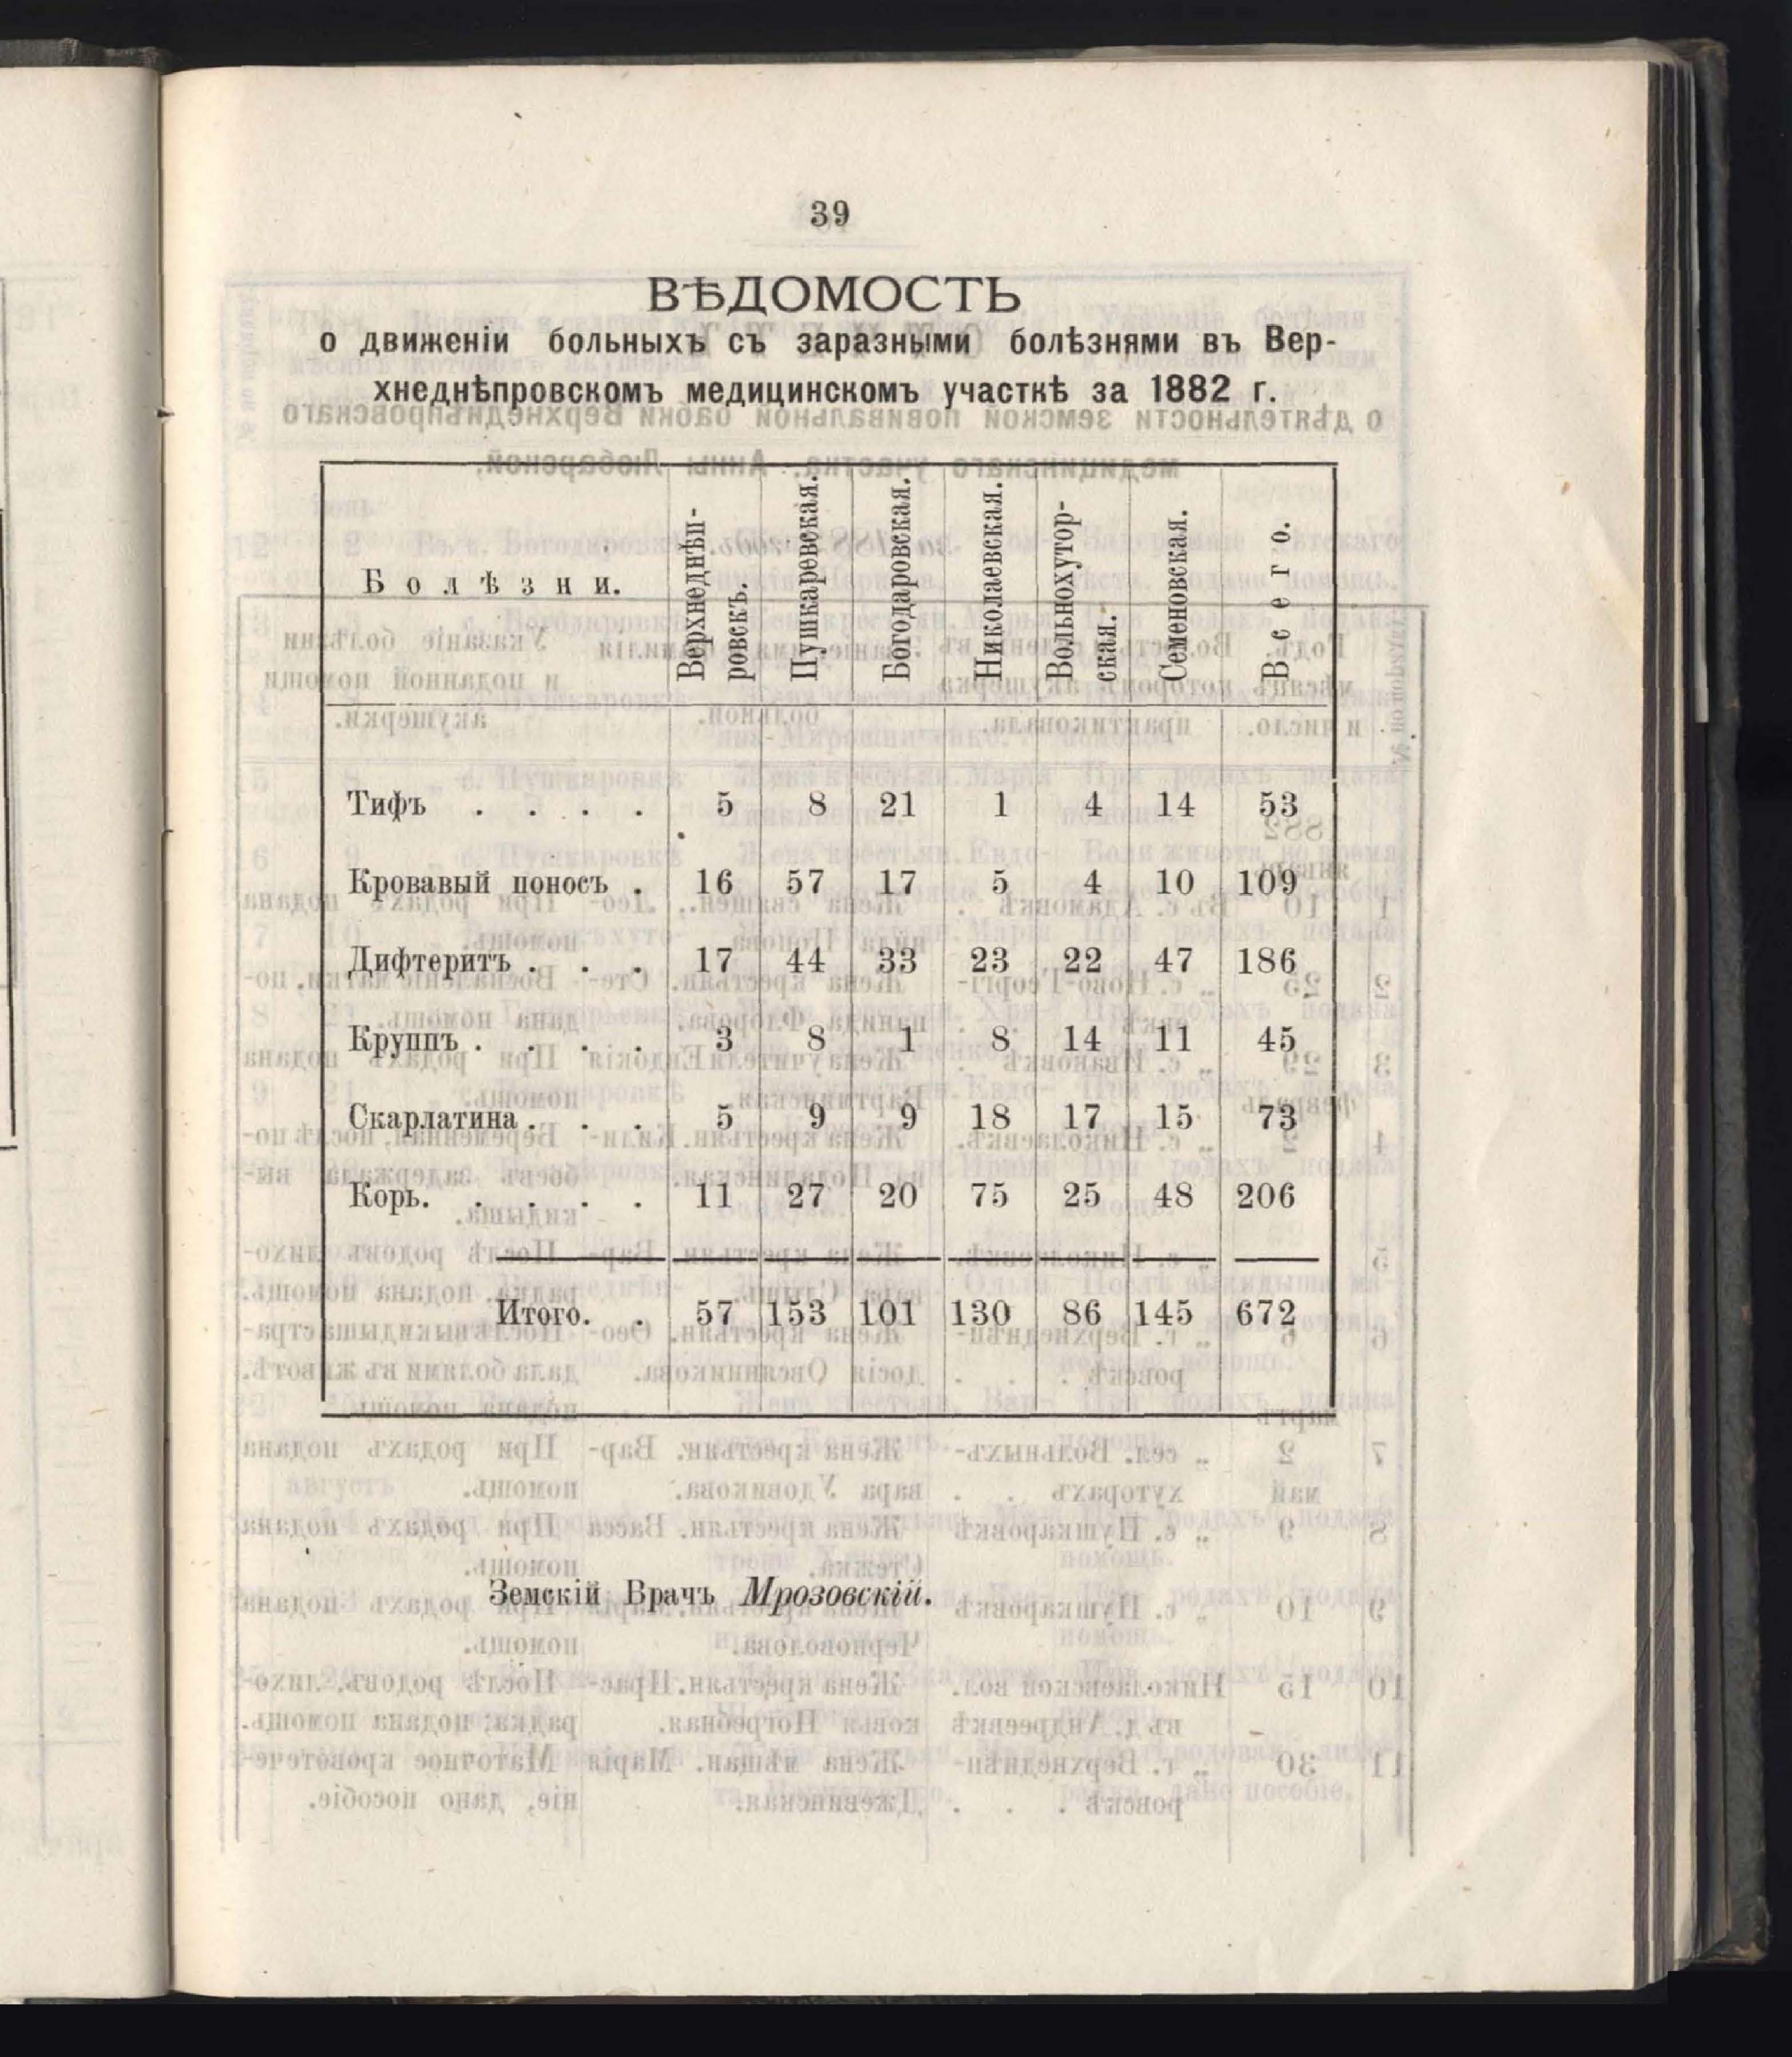 39
ВѢДОМОСТЬ
о движеніи больныхъ съ заразными болѣзнями въ Вер-
хнеднѣпровскомъ медицинскомъ участкѣ за 1882 г.
Болѣзни. Верхнеднѣп-ровскъ. Пушкаревская. Богодаровская. Николаевская. Вольнохутор-ская. Семеновская. Всего.
Тифъ . . . . 5 8 21 1 4 14 53
Кровавый поносъ . 16 57 17 5 4 10 109
Дифтеритъ . . . 17 44 33 23 22 47 186
Круппъ . . . . 3 8 1 8 14 11 45
Скарлатина . . . 5 9 9 18 17 15 73
Корь. . . . . 11 27 20 75 25 48 206
Итого. . 57 153 101 130 86 145 672
Земскій Врачъ Мрозовскій.